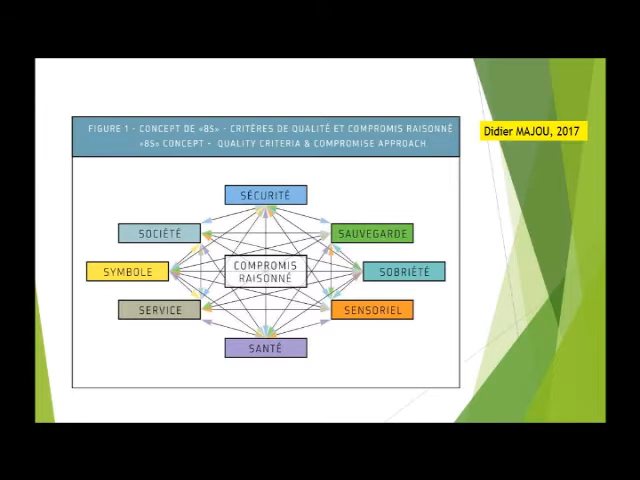 FIGURE 1 - CONCEPT DE «8S» - CRITÈRES DE QUALITÉ ET COMPROMIS RAISONNÉ
«8S» CONCEPT - QUALITY CRITERIA & COMPROMISE APPROACH
Didier MAJOU, 2017
SÉCURITÉ
SOCIÉTÉ
SAUVEGARDE
SYMBOLE
COMPROMIS
RAISONNÉ
SOBRIÉTÉ
SERVICE
SENSORIEL
SANTÉ